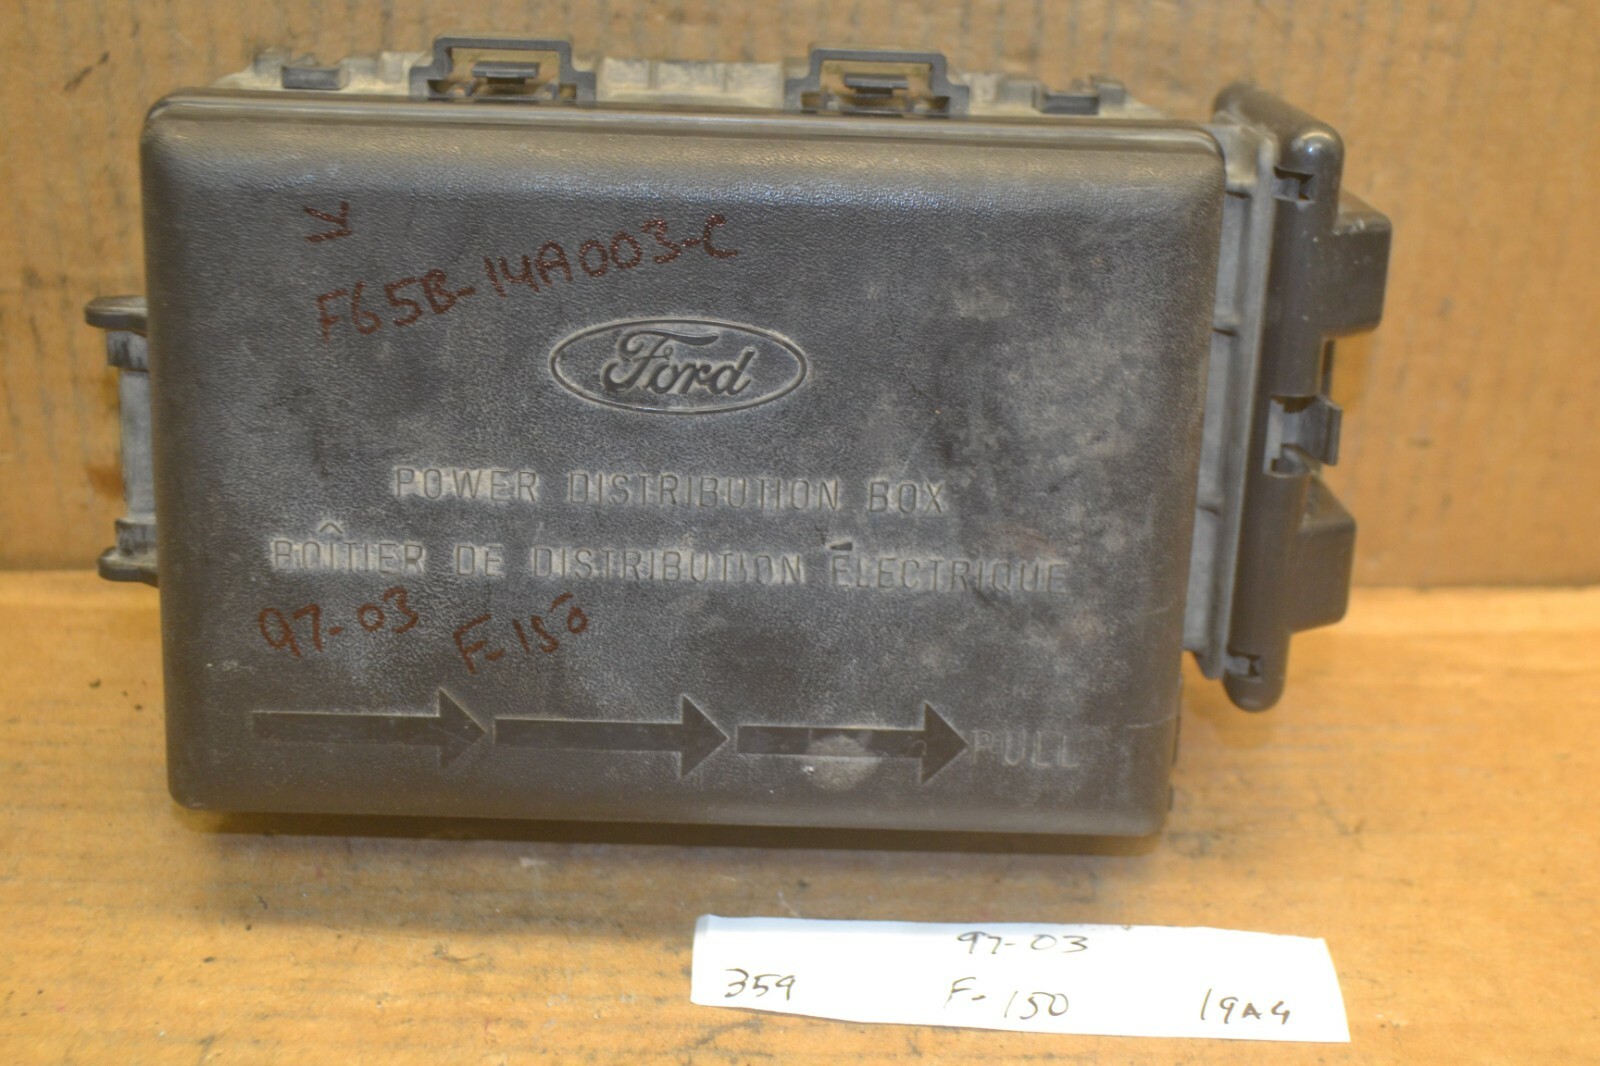 V.
F65B-14A003-C
Ford
POWER DISTRIBUTION BOX
BOÎTIER DE DISTRIBUTION ÉLECTRIQUE
97-03 F-150
PULL
97-03
359 F-150 19A4